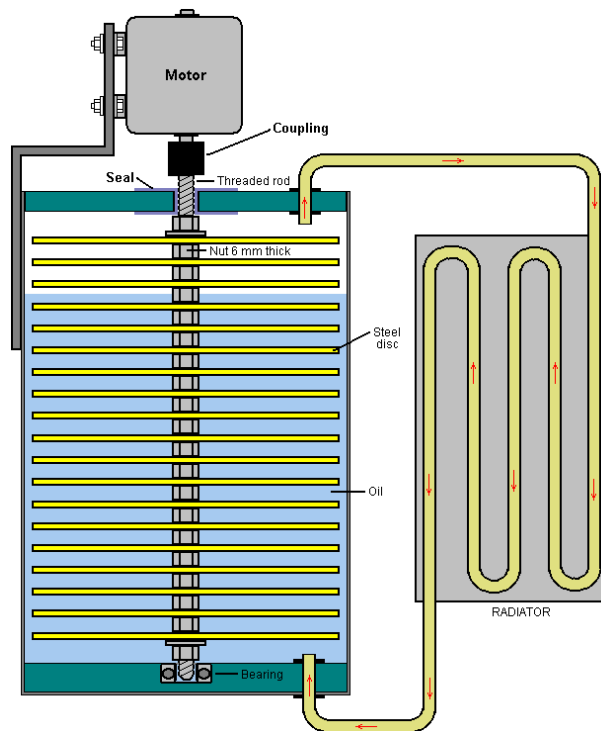 Motor
Coupling
Seal
Threaded rod
Nut 6 mm thick
Steel
disc
Oil
RADIATOR
Bearing